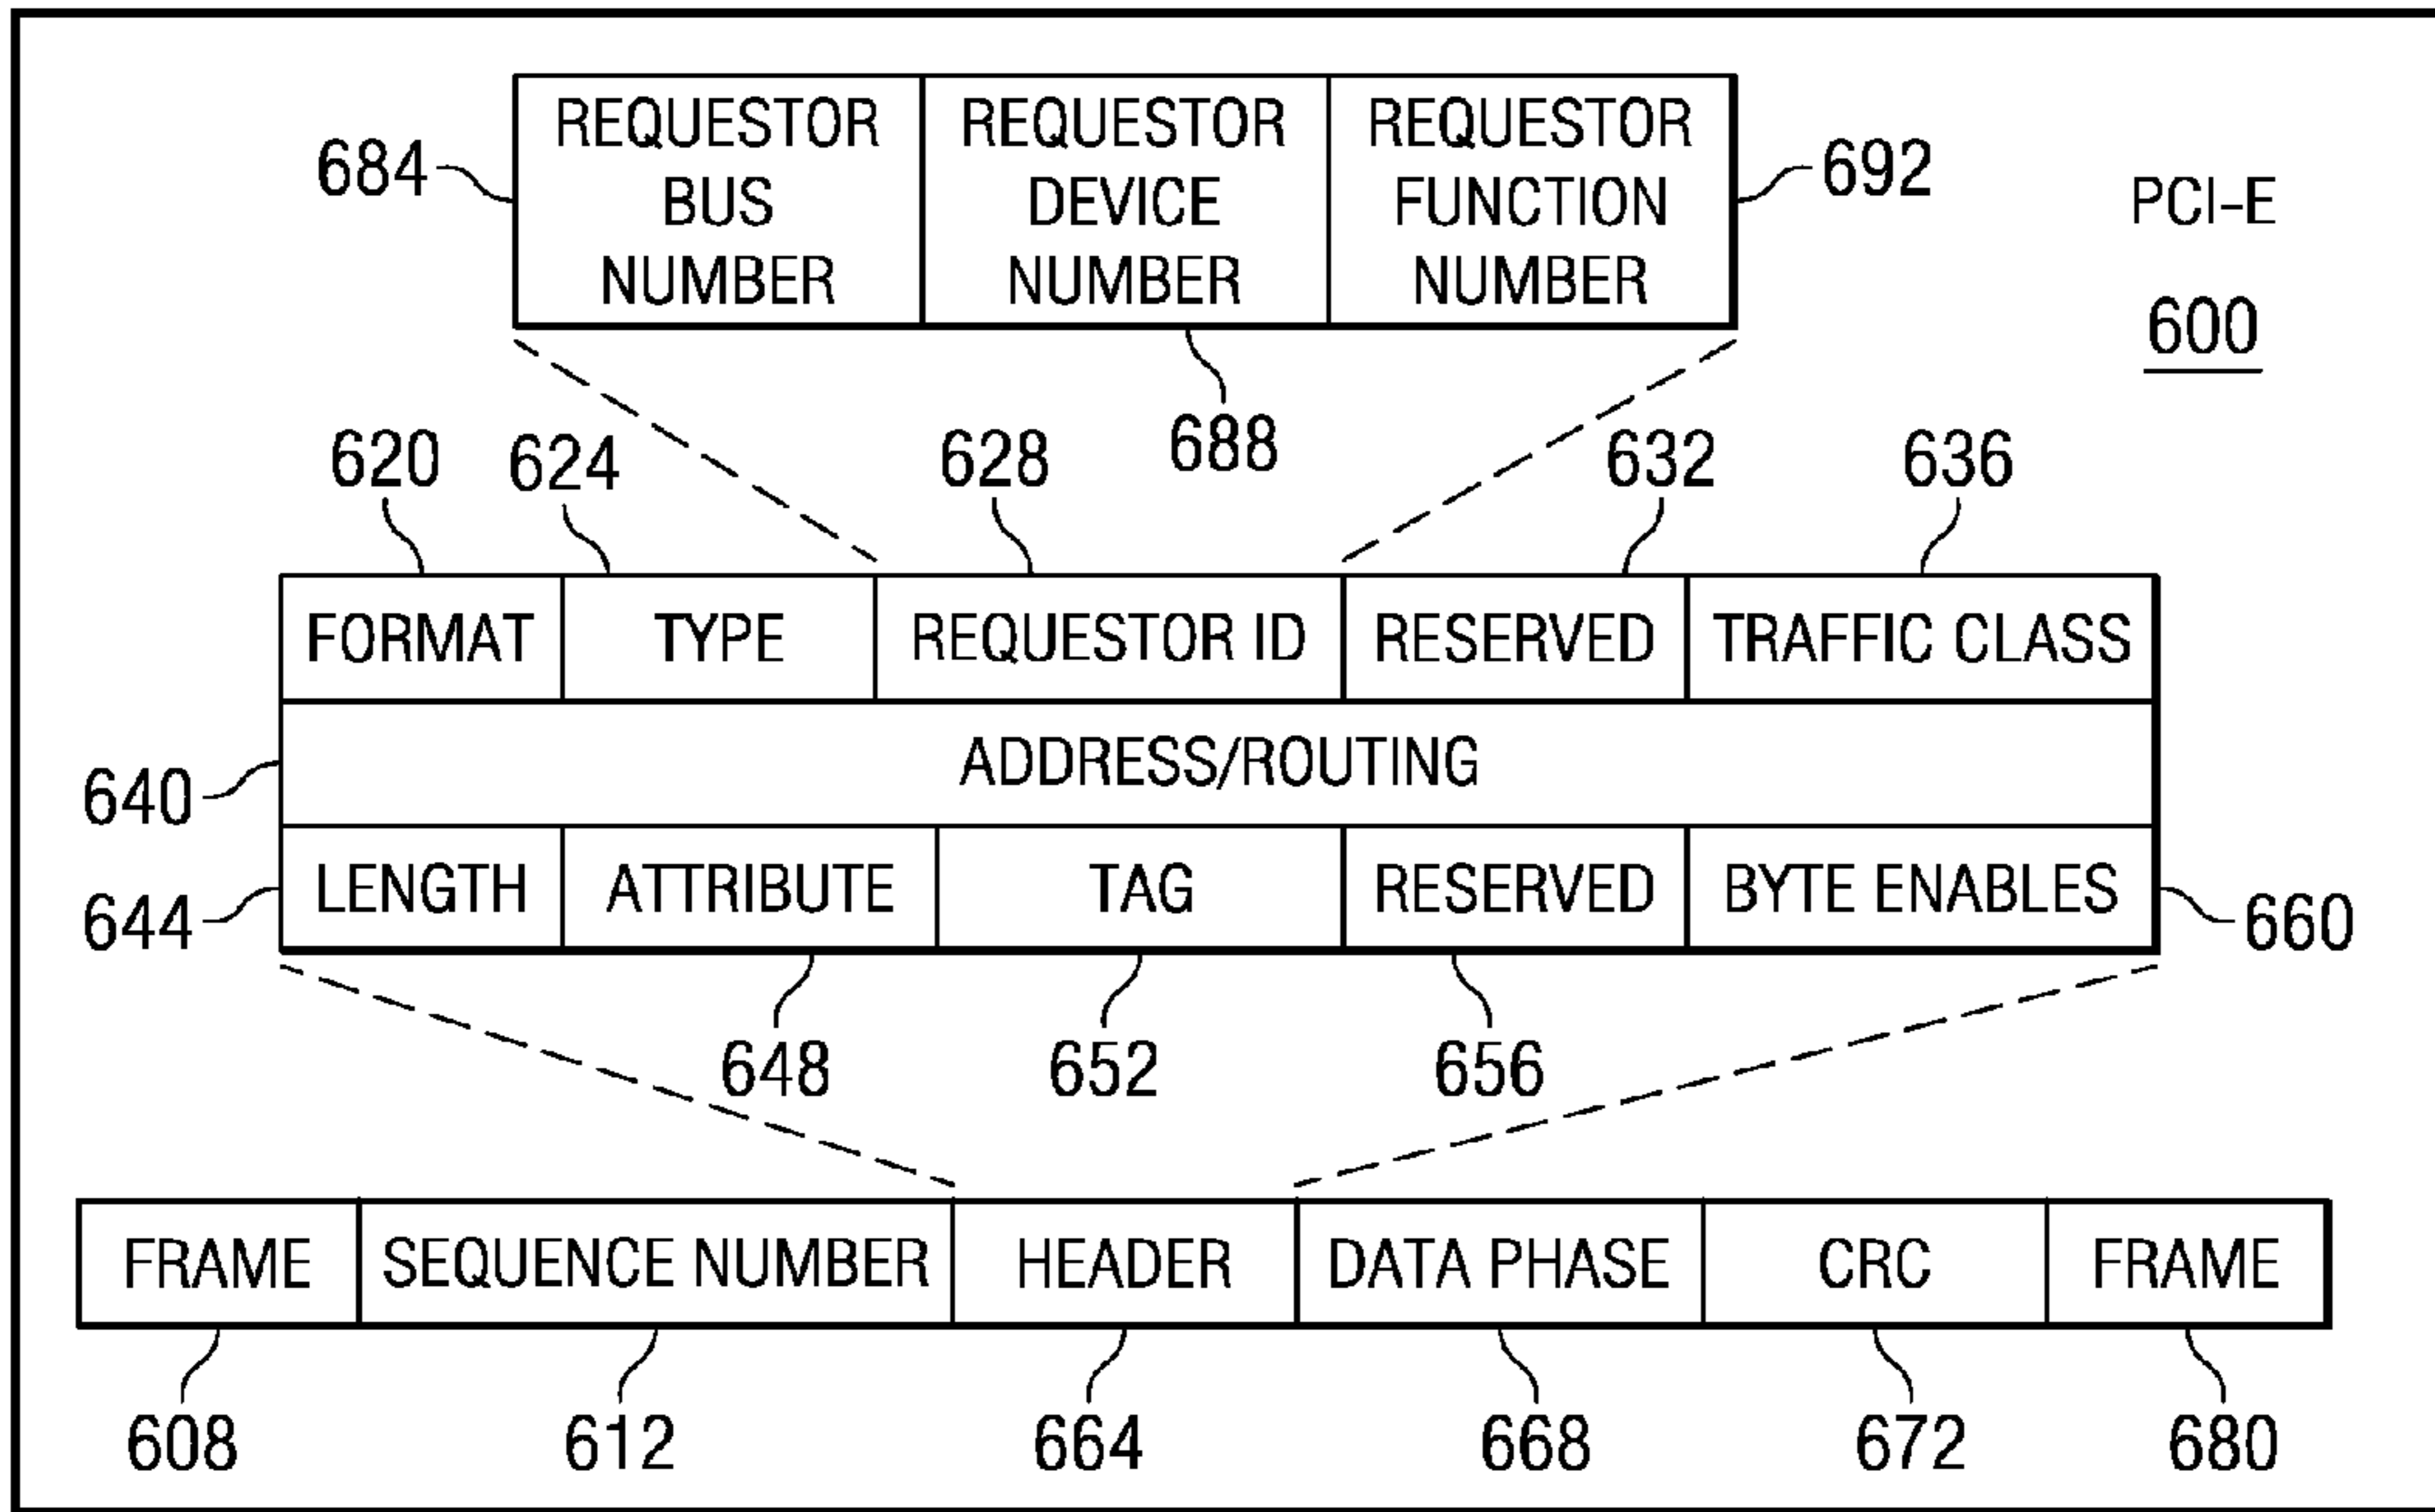 REQUESTOR BUS NUMBER
REQUESTOR DEVICE NUMBER
REQUESTOR FUNCTION NUMBER
684
692
PCI-E
600
688
620
624
628
632
636
FORMAT
TYPE
REQUESTOR ID
RESERVED
TRAFFIC CLASS
640
ADDRESS/ROUTING
644
LENGTH
ATTRIBUTE
TAG
RESERVED
BYTE ENABLES
660
648
652
656
FRAME
SEQUENCE NUMBER
HEADER
DATA PHASE
CRC
FRAME
608
612
664
668
672
680